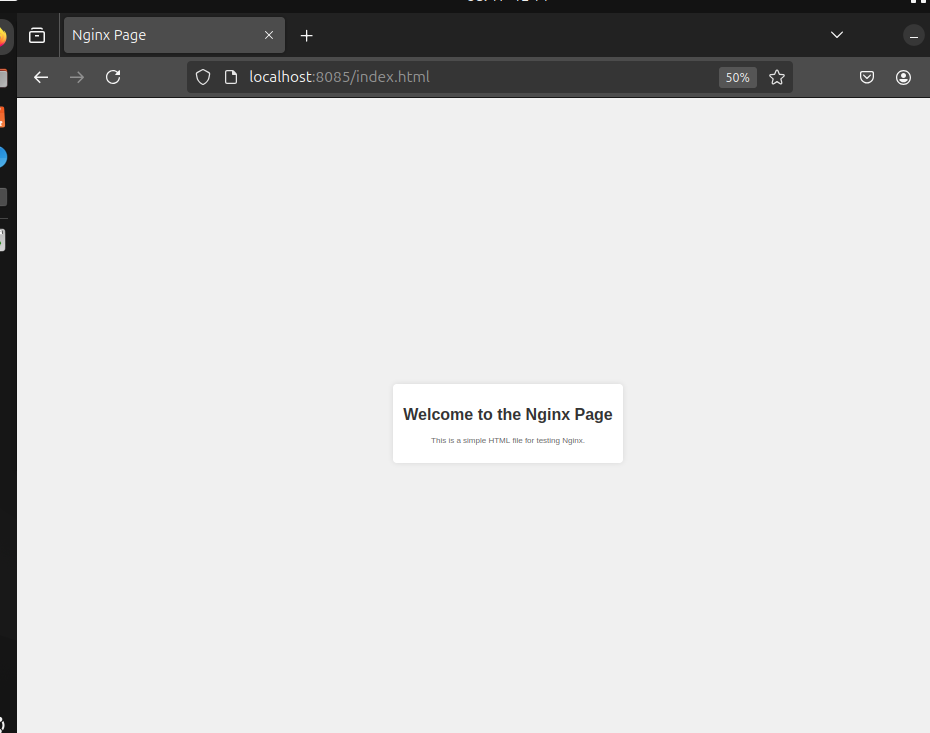 Nginx Page
localhost:8085/index.html
50%
Welcome to the Nginx Page
This is a simple HTML file for testing Nginx.